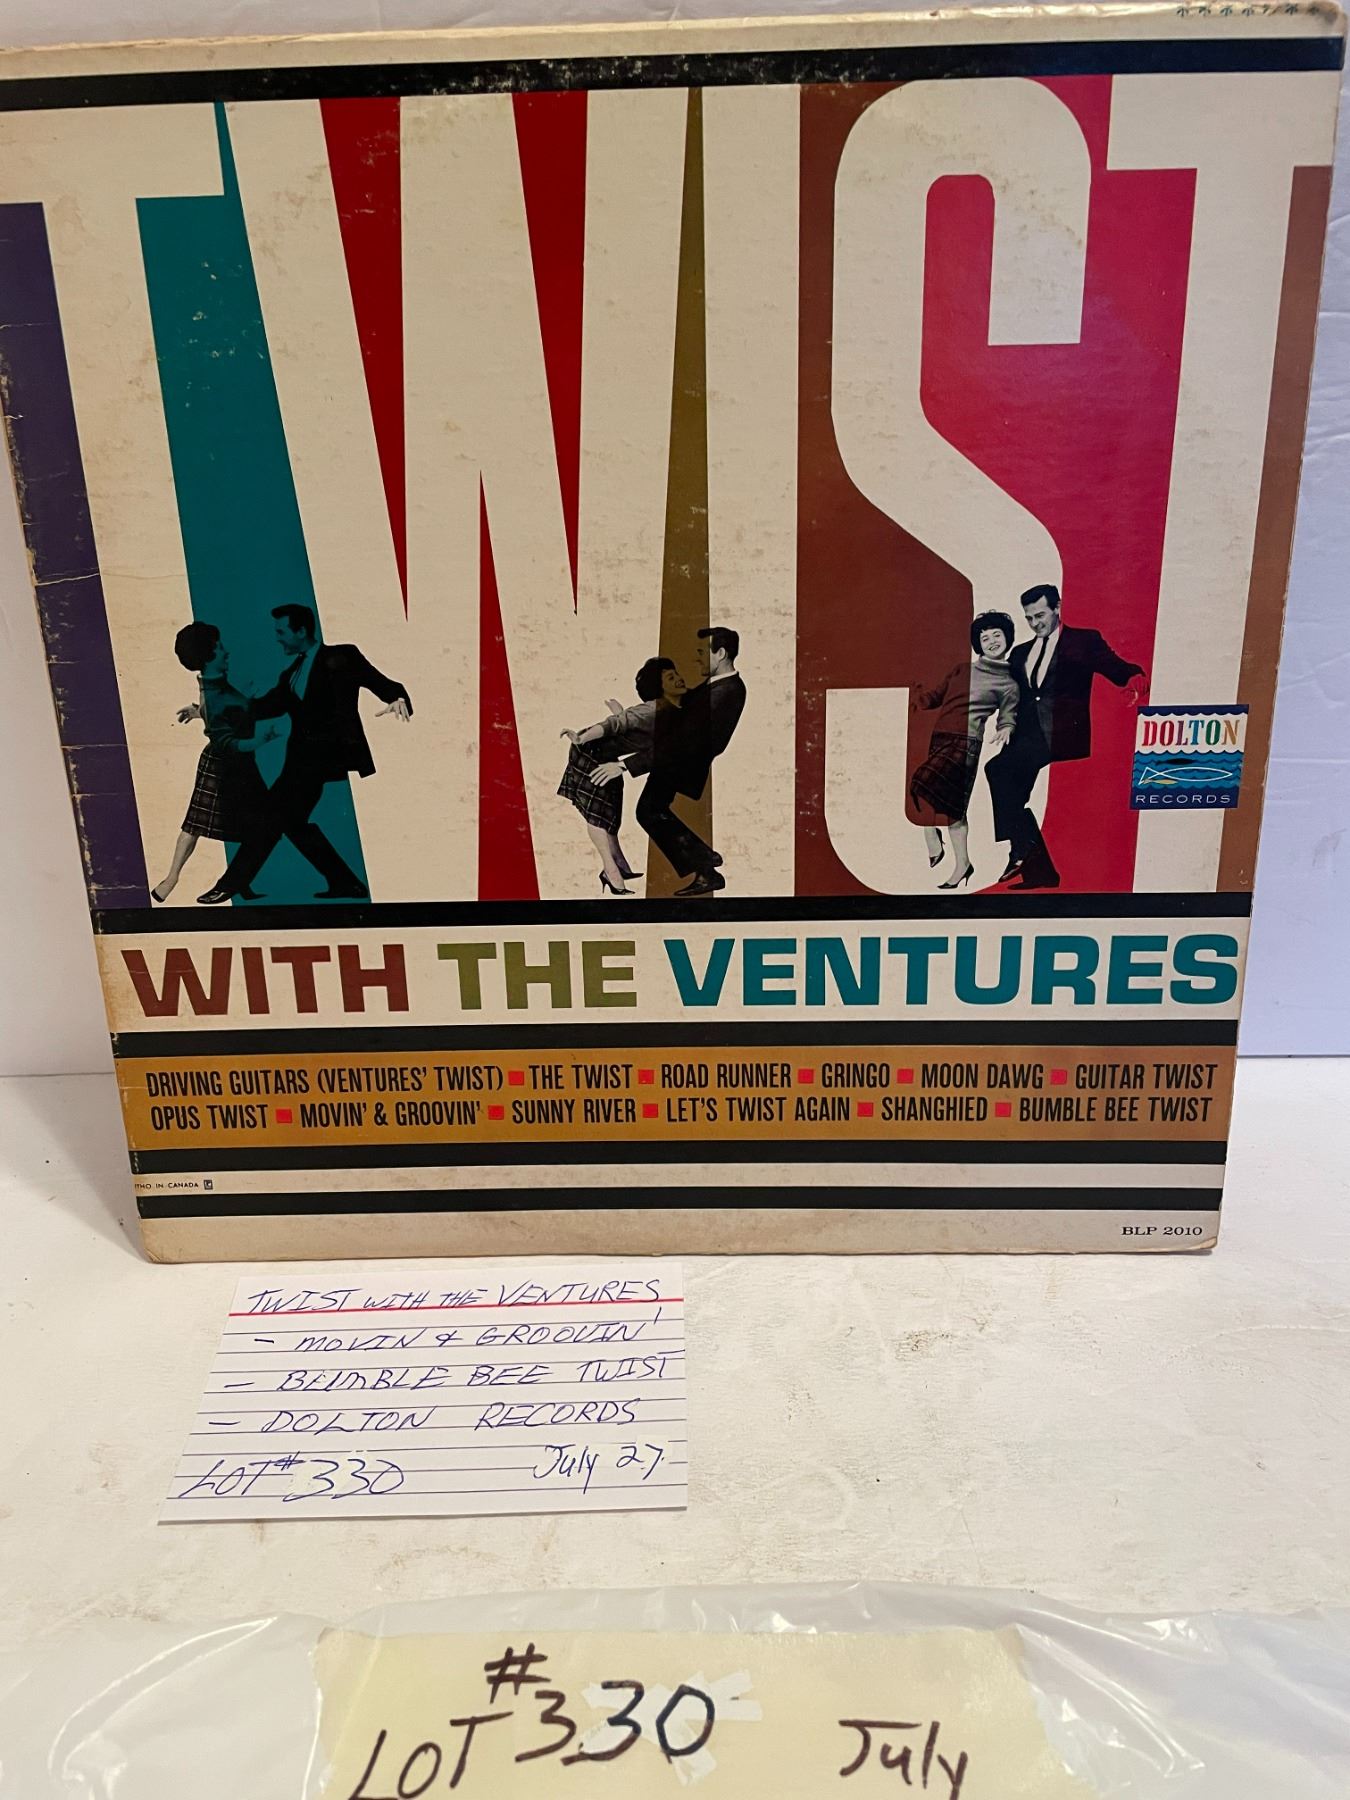 TWIST
DOLTON
RECORDS
WITH THE VENTURES
DRIVING GUITARS (VENTURES' TWIST) ■ THE TWIST ■ ROAD RUNNER ■ GRINGO ■ MOON DAWG ■ GUITAR TWIST
OPUS TWIST ■ MOVIN' & GROOVIN' ■ SUNNY RIVER ■ LET'S TWIST AGAIN ■ SHANGHIED ■ BUMBLE BEE TWIST
THO IN CANADA
BLP 2010
TWIST WITH THE VENTURES
- MOVIN & GROOVIN'
- BUMBLE BEE TWIST
- DOLTON RECORDS
LOT # 330 July 27.
LOT # 330 July